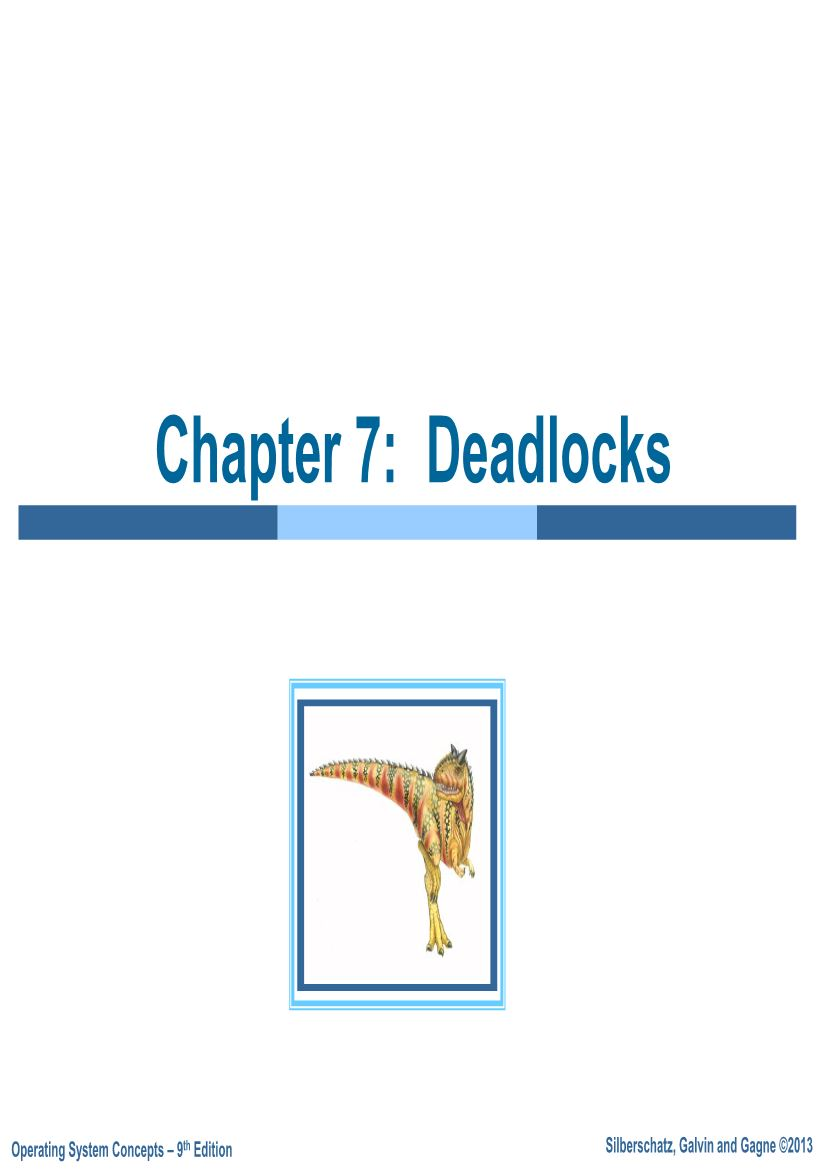 Chapter 7: Deadlocks
Operating System Concepts – 9th Edition
Silberschatz, Galvin and Gagne ©2013